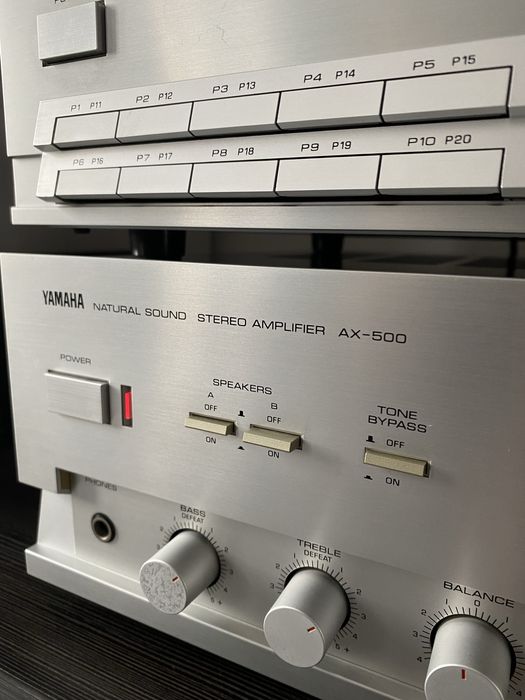 P1 P11 P2 P12 P3 P13 P4 P14 P5 P15
P6 P16 P7 P17 P8 P18 P9 P19 P10 P20
YAMAHA NATURAL SOUND STEREO AMPLIFIER AX-500
POWER
SPEAKERS
A B
OFF OFF
ON ON
TONE
BYPASS
OFF
ON
PHONES
BASS
DEFEAT
TREBLE
DEFEAT
BALANCE